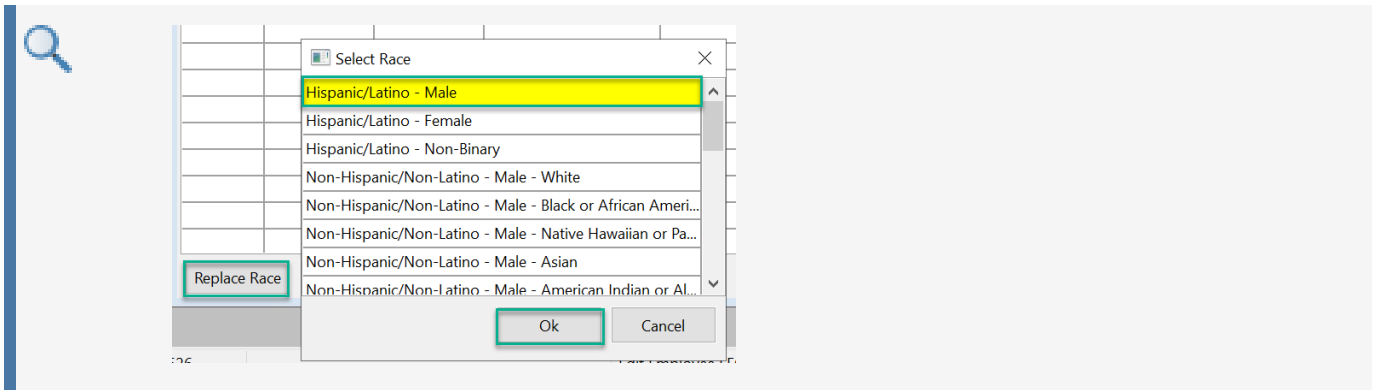 Select Race
Hispanic/Latino - Male
Hispanic/Latino - Female
Hispanic/Latino - Non-Binary
Non-Hispanic/Non-Latino - Male - White
Non-Hispanic/Non-Latino - Male - Black or African Ameri...
Non-Hispanic/Non-Latino - Male - Native Hawaiian or Pa...
Non-Hispanic/Non-Latino - Male - Asian
Non-Hispanic/Non-Latino - Male - American Indian or Al...
Replace Race
Ok Cancel